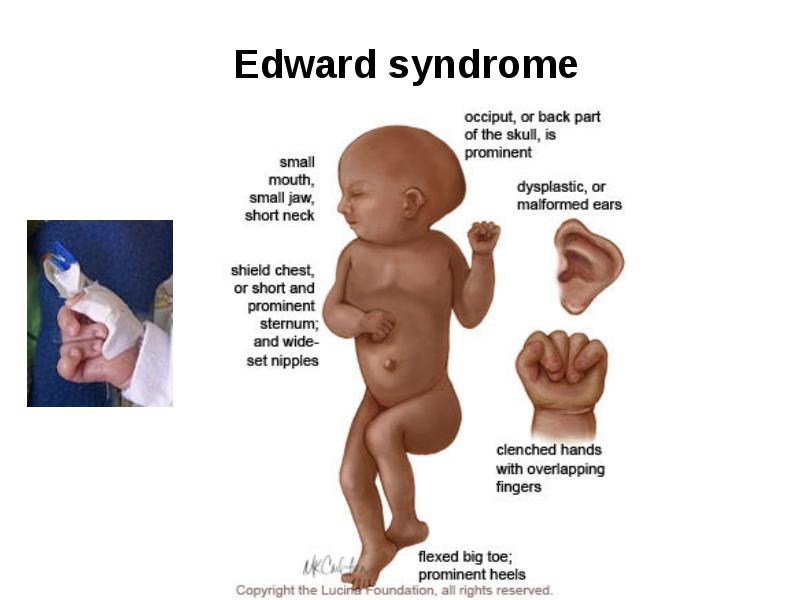 Edward syndrome
occiput, or back part
of the skull, is
prominent
small
mouth,
small jaw,
short neck
dysplastic, or
malformed ears
shield chest,
or short and
prominent
sternum;
and wide-
set nipples
clenched hands
with overlapping
fingers
flexed big toe;
prominent heels
Copyright the Lucina Foundation, all rights reserved.